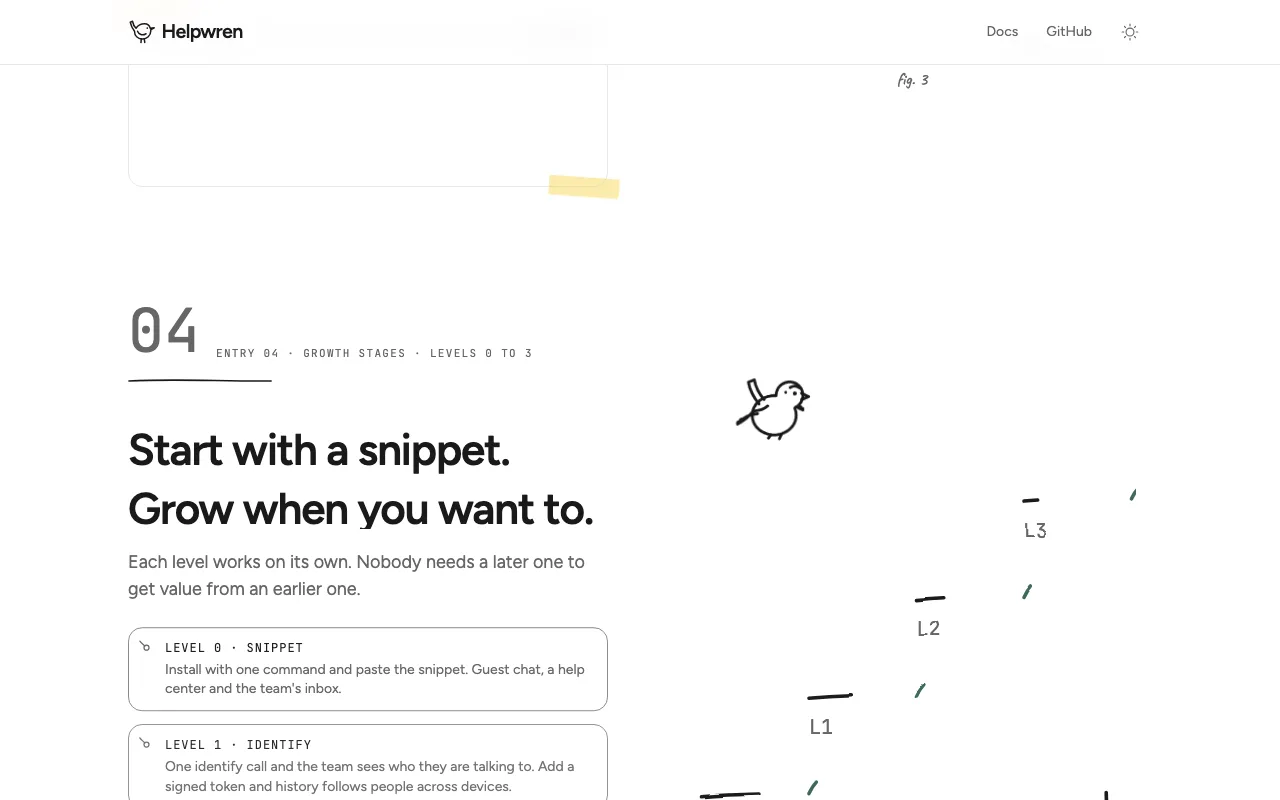 Helpwren
Docs
GitHub
fig. 3
04
ENTRY 04 · GROWTH STAGES · LEVELS 0 TO 3
Start with a snippet.
Grow when you want to.
Each level works on its own. Nobody needs a later one to
get value from an earlier one.
LEVEL 0 · SNIPPET
Install with one command and paste the snippet. Guest chat, a help
center and the team's inbox.
LEVEL 1 · IDENTIFY
One identify call and the team sees who they are talking to. Add a
signed token and history follows people across devices.
L3
L2
L1